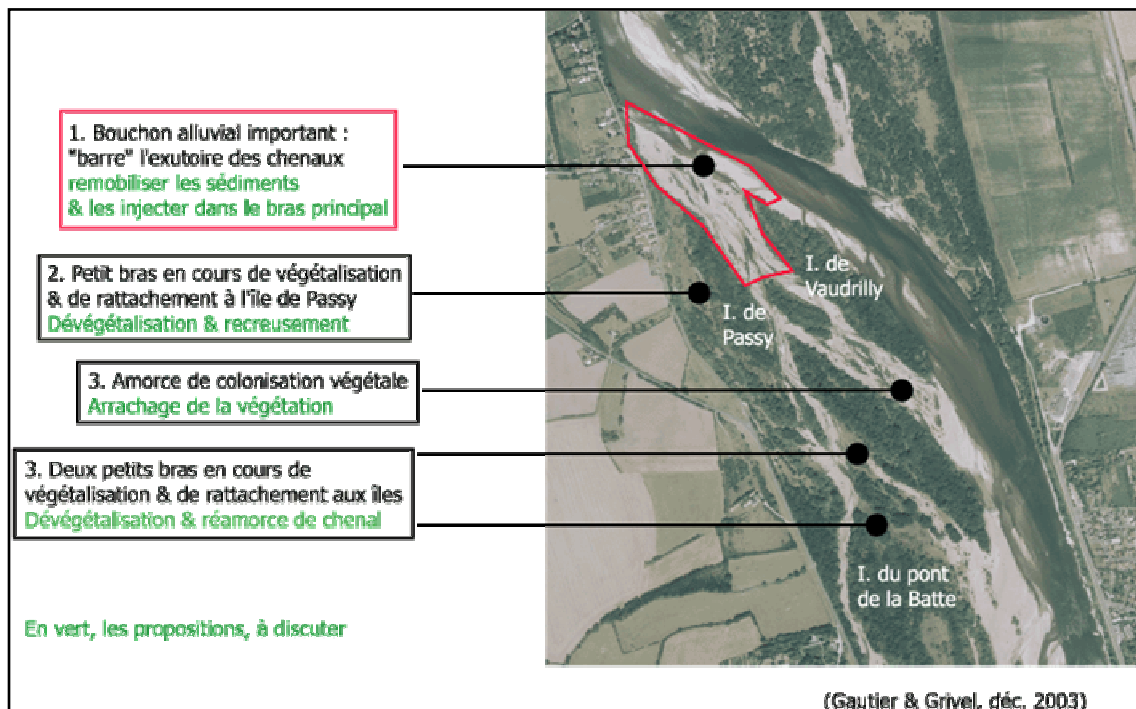 1. Bouchon alluvial important :
"barre" l'exutoire des chenaux
remobiliser les sédiments
& les injecter dans le bras principal
2. Petit bras en cours de végétalisation
& de rattachement à l'île de Passy
Dévégétalisation & recreusement
3. Amorce de colonisation végétale
Arrachage de la végétation
3. Deux petits bras en cours de
végétalisation & de rattachement aux îles
Dévégétalisation & réamorce de chenal
En vert, les propositions, à discuter
I. de
Vaudrilly
I. de
Passy
I. du pont
de la Batte
(Gautier & Grivel, déc. 2003)